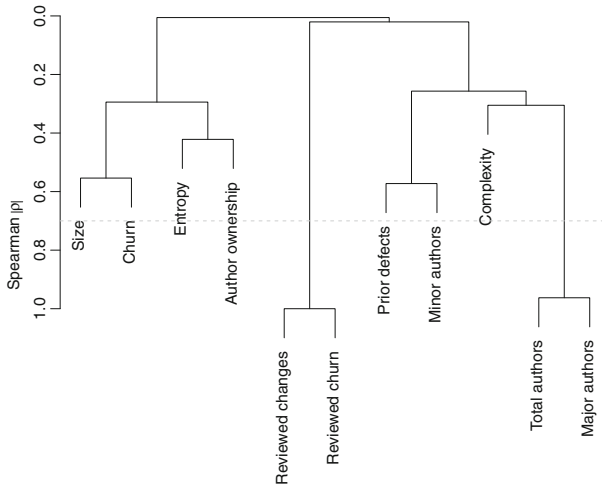 Spearman |ρ|
0.0
0.2
0.4
0.6
0.8
1.0
Size
Churn
Entropy
Author ownership
Reviewed changes
Reviewed churn
Prior defects
Minor authors
Complexity
Total authors
Major authors